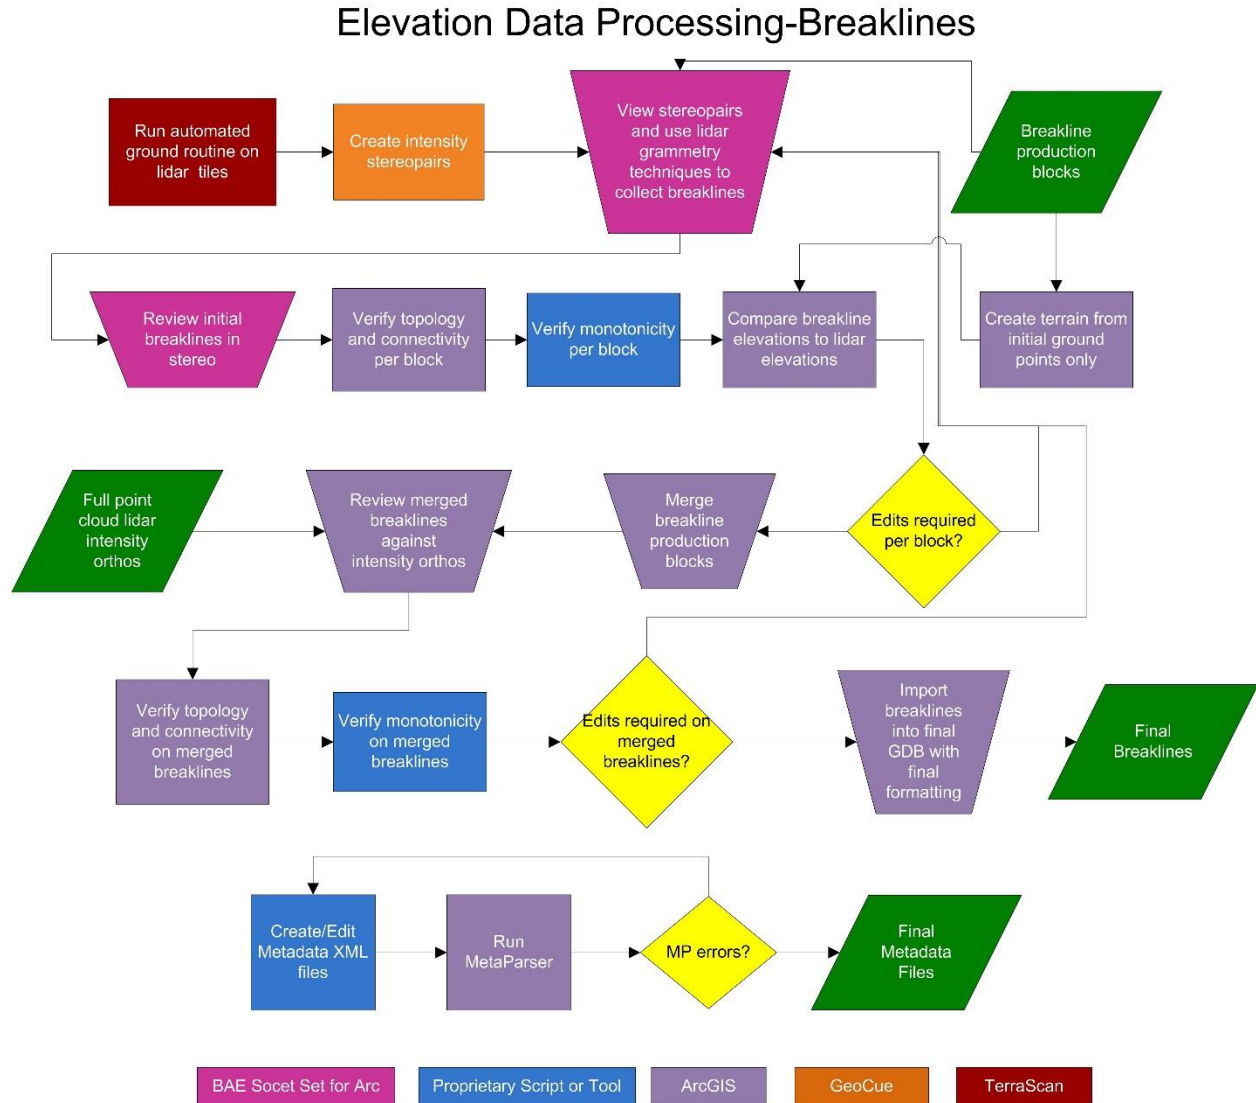 Elevation Data Processing-Breaklines
Run automated
ground routine on
lidar tiles
Create intensity
stereopairs
View stereopairs
and use lidar
grammetry
techniques to
collect breaklines
Breakline
production
blocks
Review initial
breaklines in
stereo
Verify topology
and connectivity
per block
Verify monotonicity
per block
Compare breakline
elevations to lidar
elevations
Create terrain from
initial ground
points only
Full point
cloud lidar
intensity
orthos
Review merged
breaklines
against
intensity orthos
Merge
breakline
production
blocks
Edits required
per block?
Verify topology
and connectivity
on merged
breaklines
Verify monotonicity
on merged
breaklines
Edits required on
merged
breaklines?
Import
breaklines
into final
GDB with
final
formatting
Final
Breaklines
Create/Edit
Metadata XML
files
Run
MetaParser
MP errors?
Final
Metadata
Files
BAE Socet Set for Arc
Proprietary Script or Tool
ArcGIS
GeoCue
TerraScan